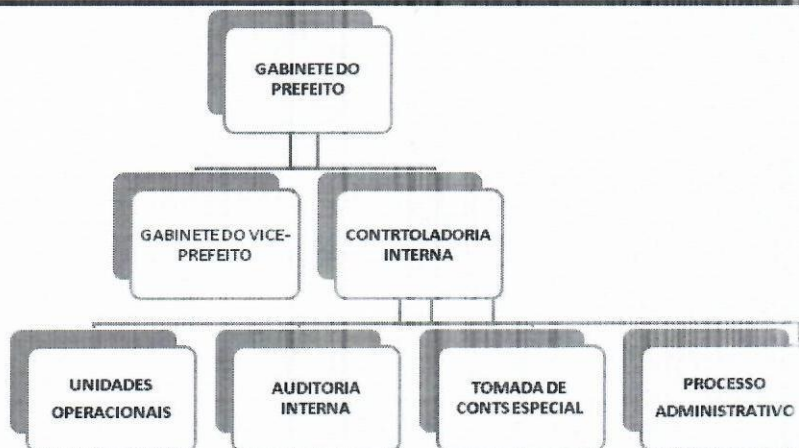 GABINETE DO
PREFEITO
GABINETE DO VICE-
PREFEITO
CONTRTOLADORIA
INTERNA
UNIDADES
OPERACIONAIS
AUDITORIA
INTERNA
TOMADA DE
CONTS ESPECIAL
PROCESSO
ADMINISTRATIVO